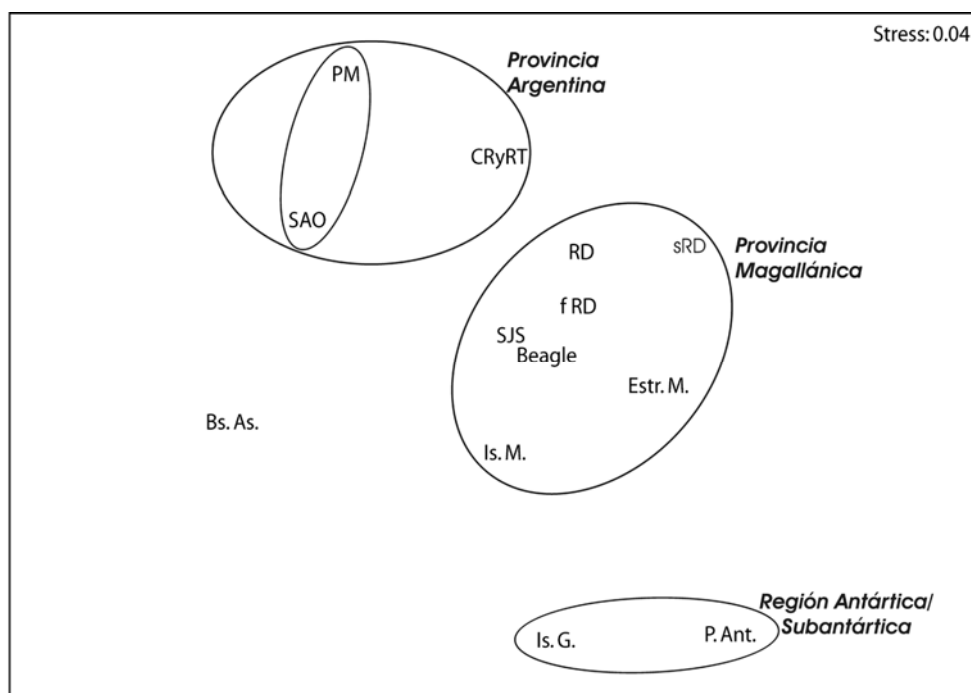 Stress: 0.04
Provincia
Argentina
PM
CRyRT
SAO
RD
sRD
Provincia
Magallánica
f RD
SJS
Beagle
Estr. M.
Bs. As.
Is. M.
Región Antártica/
Subantártica
Is. G.
P. Ant.